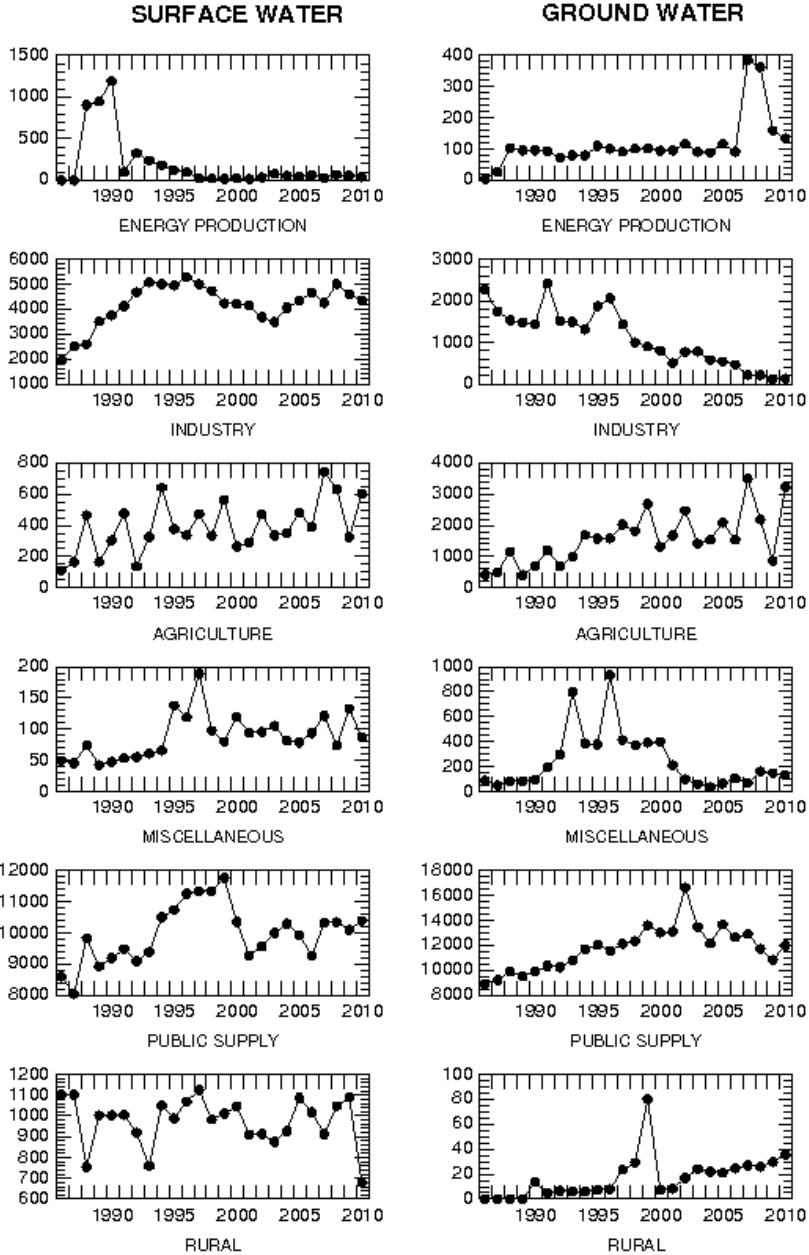 SURFACE WATER
GROUND WATER
1500
1000
500
0
1990 1995 2000 2005 2010
ENERGY PRODUCTION
400
300
200
100
0
1990 1995 2000 2005 2010
ENERGY PRODUCTION
6000
5000
4000
3000
2000
1000
1990 1995 2000 2005 2010
INDUSTRY
3000
2000
1000
0
1990 1995 2000 2005 2010
INDUSTRY
800
600
400
200
0
1990 1995 2000 2005 2010
AGRICULTURE
4000
3000
2000
1000
0
1990 1995 2000 2005 2010
AGRICULTURE
200
150
100
50
0
1990 1995 2000 2005 2010
MISCELLANEOUS
1000
800
600
400
200
0
1990 1995 2000 2005 2010
MISCELLANEOUS
12000
11000
10000
9000
8000
1990 1995 2000 2005 2010
PUBLIC SUPPLY
18000
16000
14000
12000
10000
8000
1990 1995 2000 2005 2010
PUBLIC SUPPLY
1200
1100
1000
900
800
700
600
1990 1995 2000 2005 2010
RURAL
100
80
60
40
20
0
1990 1995 2000 2005 2010
RURAL